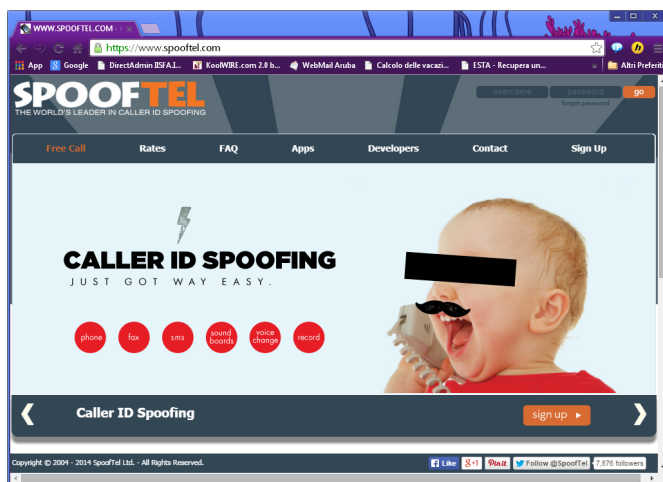 WWW.SPOOFTEL.COM -
https://www.spooftel.com
App Google DirectAdmin IISFA I... KoolWIRE.com 2.0 b... WebMail Aruba Calcolo delle vacazi... ESTA - Recupera un... » Altri Preferiti
SPOOFTEL
THE WORLD'S LEADER IN CALLER ID SPOOFING
username password go
forgot password
Free Call Rates FAQ Apps Developers Contact Sign Up
CALLER ID SPOOFING
JUST GOT WAY EASY.
phone fax sms sound boards voice change record
Caller ID Spoofing
sign up
Copyright © 2004 - 2014 SpoofTel Ltd. - All Rights Reserved.
Like +1 Pin it Follow @SpoofTel 7,876 followers